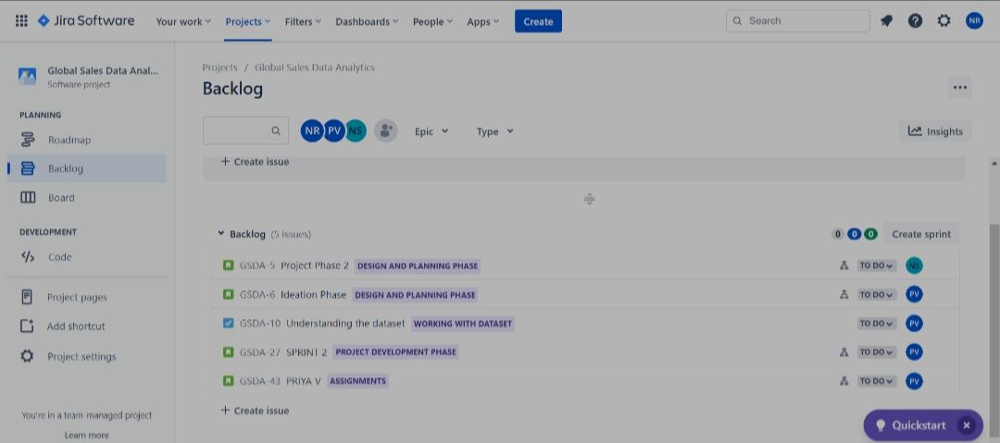 Jira Software Your work Projects Filters Dashboards People Apps Create Search NR
Global Sales Data Anal...
Software project
PLANNING
Roadmap
Backlog
Board
DEVELOPMENT
Code
Project pages
Add shortcut
Project settings
You're in a team-managed project
Learn more
Projects / Global Sales Data Analytics
Backlog
NR PV NS Epic Type Insights
+ Create issue
Backlog (5 issues) 0 0 0 Create sprint
GSDA-5 Project Phase 2 DESIGN AND PLANNING PHASE TO DO NS
GSDA-6 Ideation Phase DESIGN AND PLANNING PHASE TO DO PV
GSDA-10 Understanding the dataset WORKING WITH DATASET TO DO PV
GSDA-27 SPRINT 2 PROJECT DEVELOPMENT PHASE TO DO PV
GSDA-43 PRIYA V ASSIGNMENTS TO DO PV
+ Create issue
Quickstart